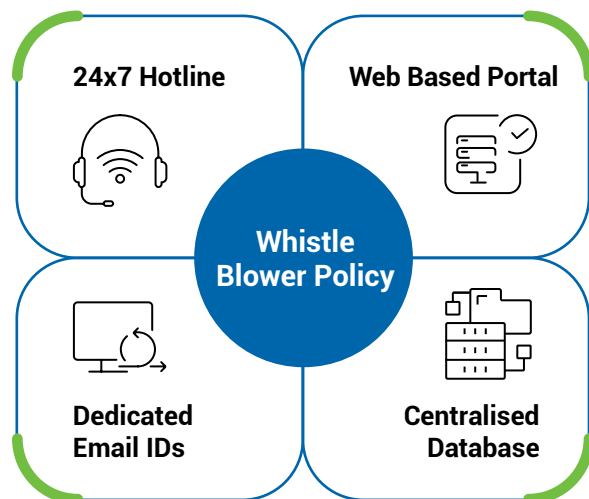 24x7 Hotline
Web Based Portal
Whistle
Blower Policy
Dedicated
Email IDs
Centralised
Database